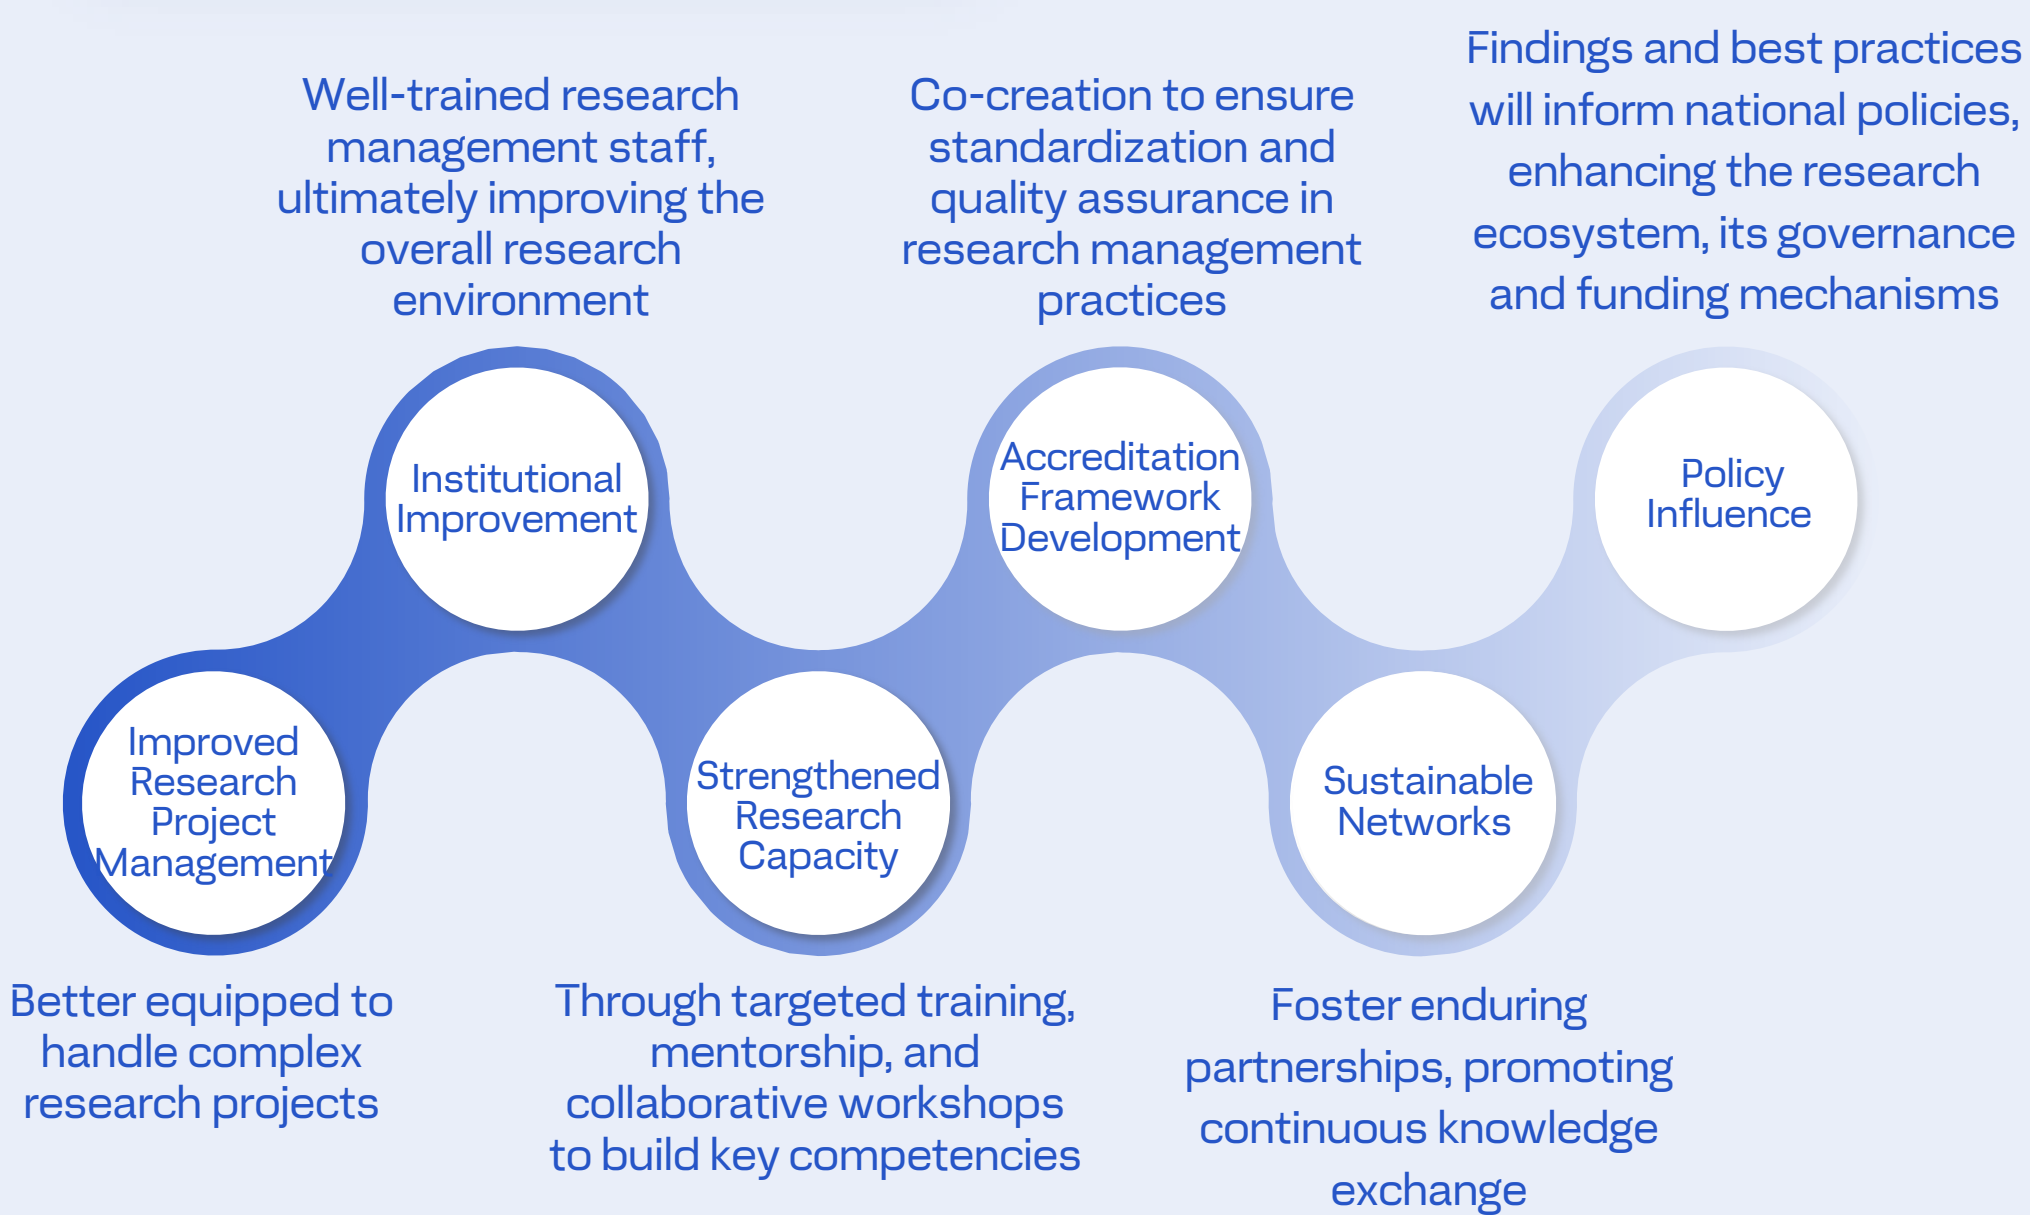 Well-trained research
management staff,
ultimately improving the
overall research
environment
Co-creation to ensure
standardization and
quality assurance in
research management
practices
Findings and best practices
will inform national policies,
enhancing the research
ecosystem, its governance
and funding mechanisms
Institutional
Improvement
Accreditation
Framework
Development
Policy
Influence
Improved
Research
Project
Management
Strengthened
Research
Capacity
Sustainable
Networks
Better equipped to
handle complex
research projects
Through targeted training,
mentorship, and
collaborative workshops
to build key competencies
Foster enduring
partnerships, promoting
continuous knowledge
exchange